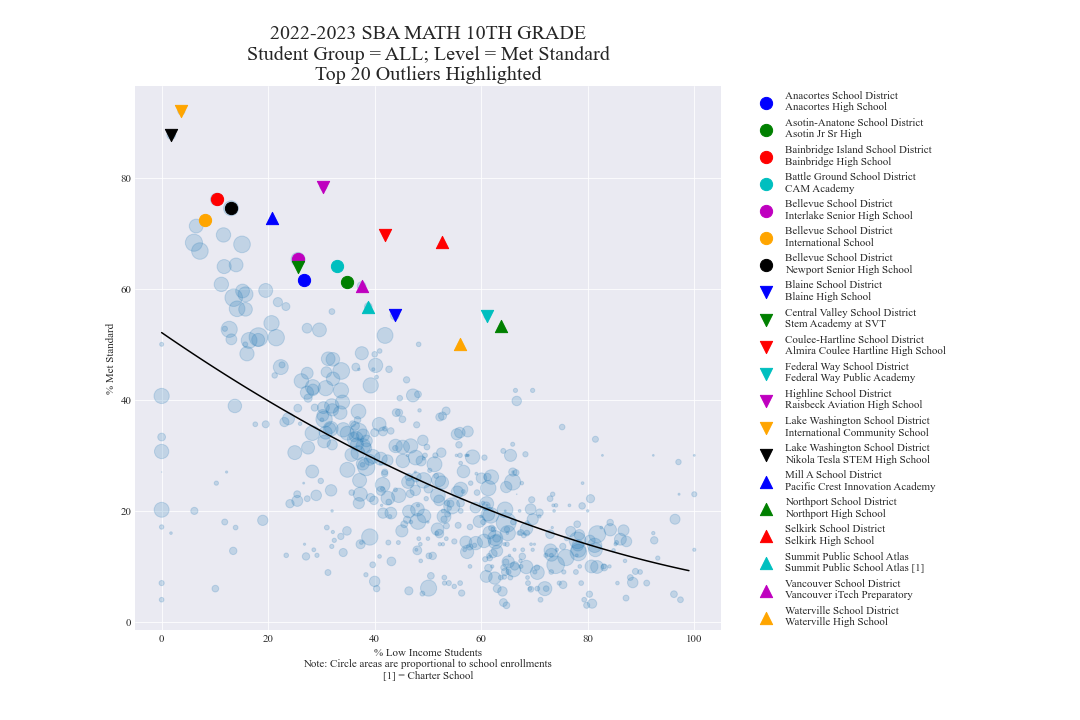 2022-2023 SBA MATH 10TH GRADE
Student Group = ALL; Level = Met Standard
Top 20 Outliers Highlighted
% Met Standard
80
60
40
20
0
0 20 40 60 80 100
% Low Income Students
Note: Circle areas are proportional to school enrollments
[1] = Charter School
Anacortes School District
Anacortes High School
Asotin-Anatone School District
Asotin Jr Sr High
Bainbridge Island School District
Bainbridge High School
Battle Ground School District
CAM Academy
Bellevue School District
Interlake Senior High School
Bellevue School District
International School
Bellevue School District
Newport Senior High School
Blaine School District
Blaine High School
Central Valley School District
Stem Academy at SVT
Coulee-Hartline School District
Almira Coulee Hartline High School
Federal Way School District
Federal Way Public Academy
Highline School District
Raisbeck Aviation High School
Lake Washington School District
International Community School
Lake Washington School District
Nikola Tesla STEM High School
Mill A School District
Pacific Crest Innovation Academy
Northport School District
Northport High School
Selkirk School District
Selkirk High School
Summit Public School Atlas
Summit Public School Atlas [1]
Vancouver School District
Vancouver iTech Preparatory
Waterville School District
Waterville High School